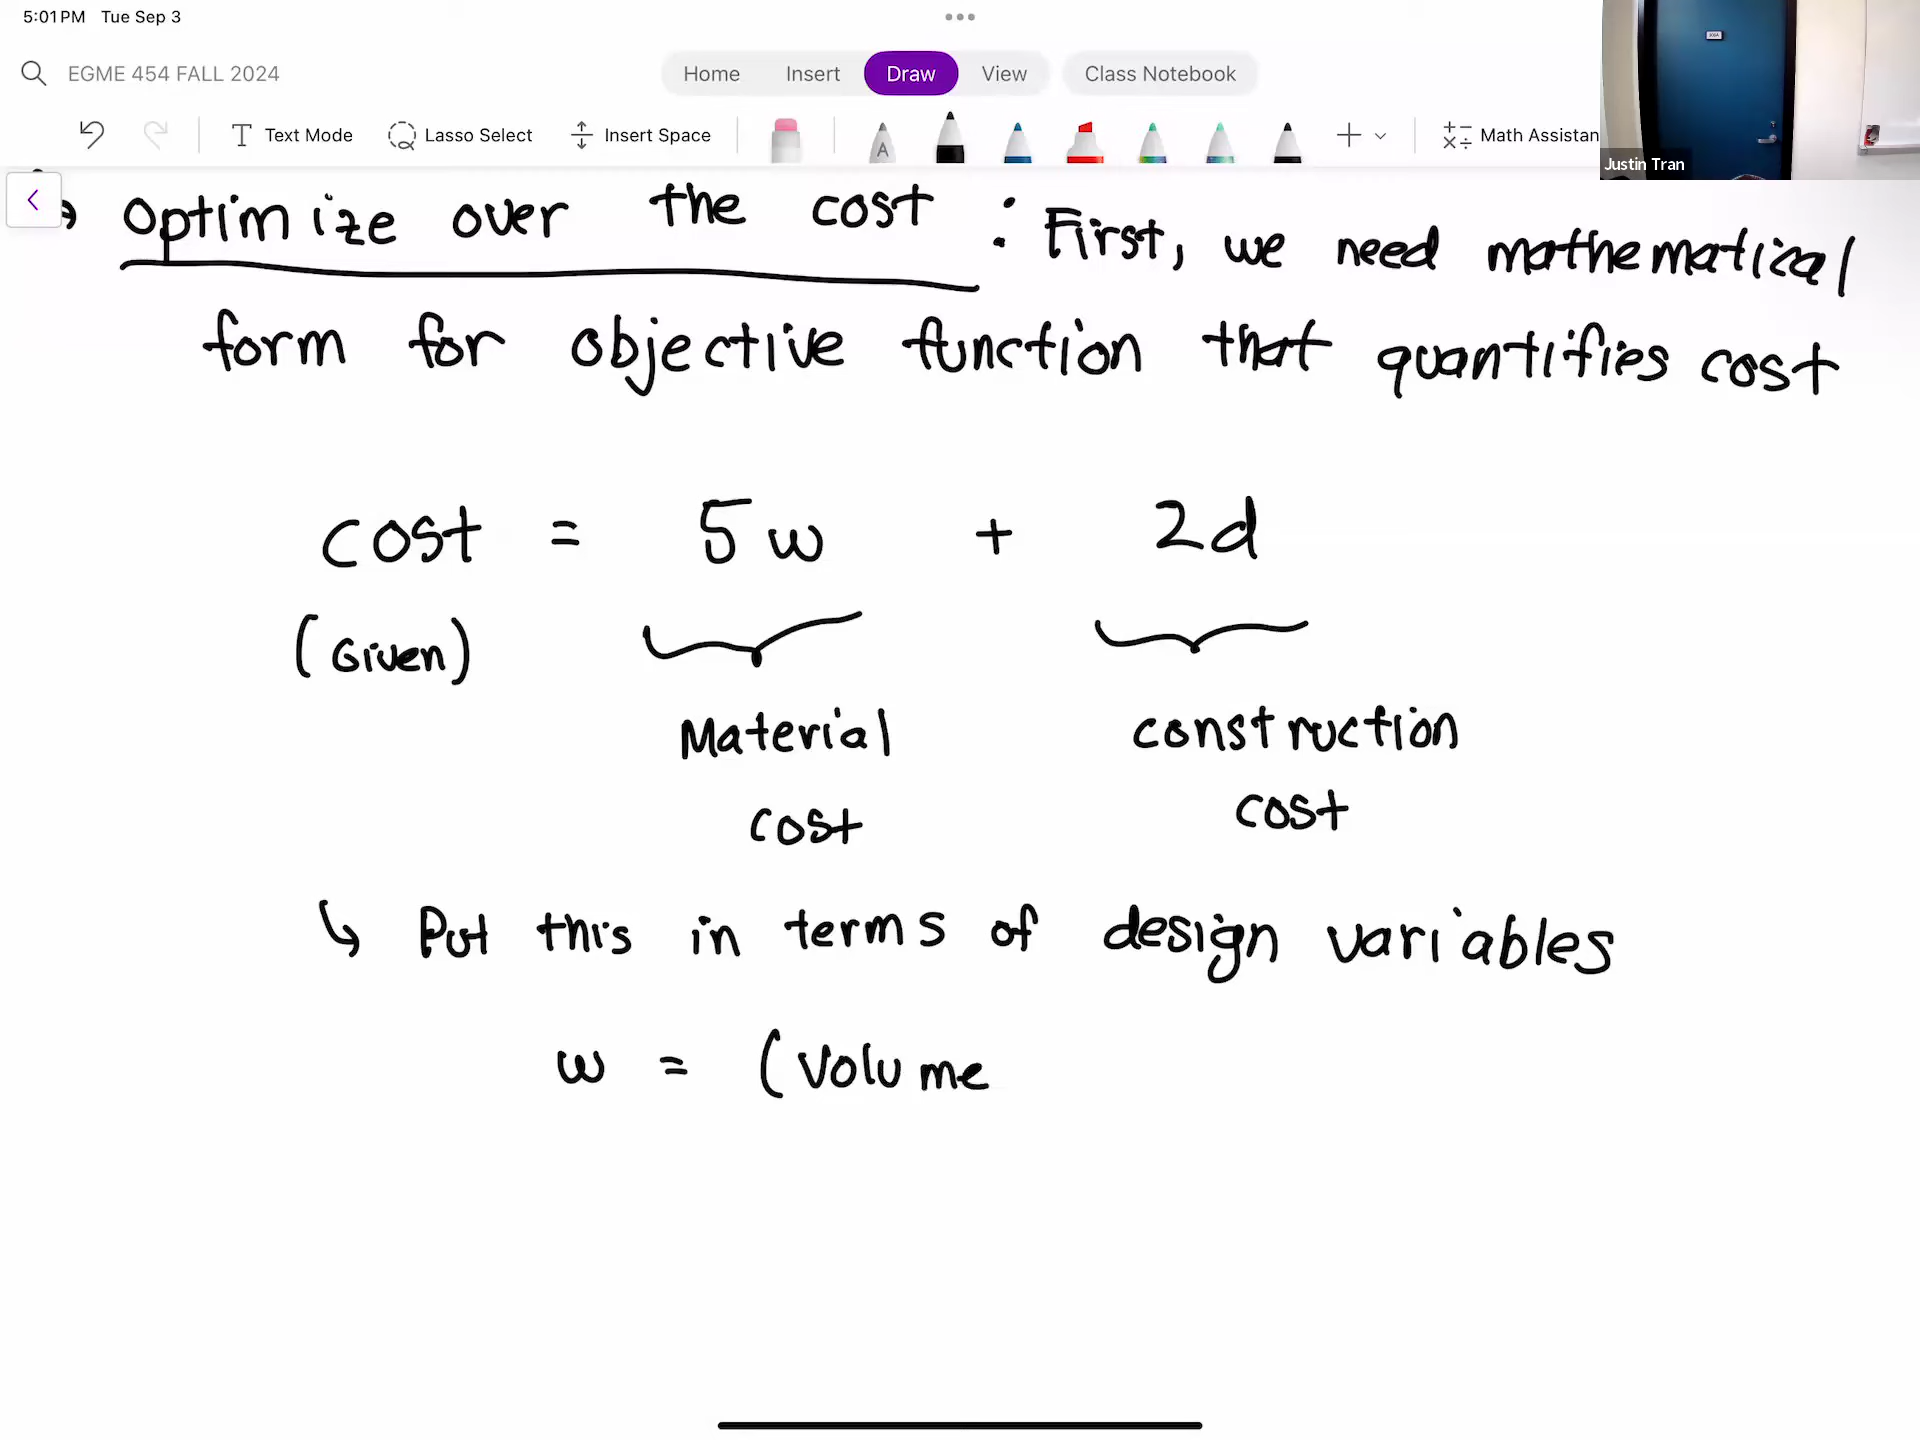 5:01 PM Tue Sep 3
EGME 454 FALL 2024
Home Insert Draw View Class Notebook
Text Mode Lasso Select Insert Space A Math Assistan
Justin Tran
Optimize over the cost : First, we need mathematical
form for objective function that quantifies cost
cost = 5w + 2d
(Given)
Material construction
cost cost
↳ Put this in terms of design variables
w = (Volume